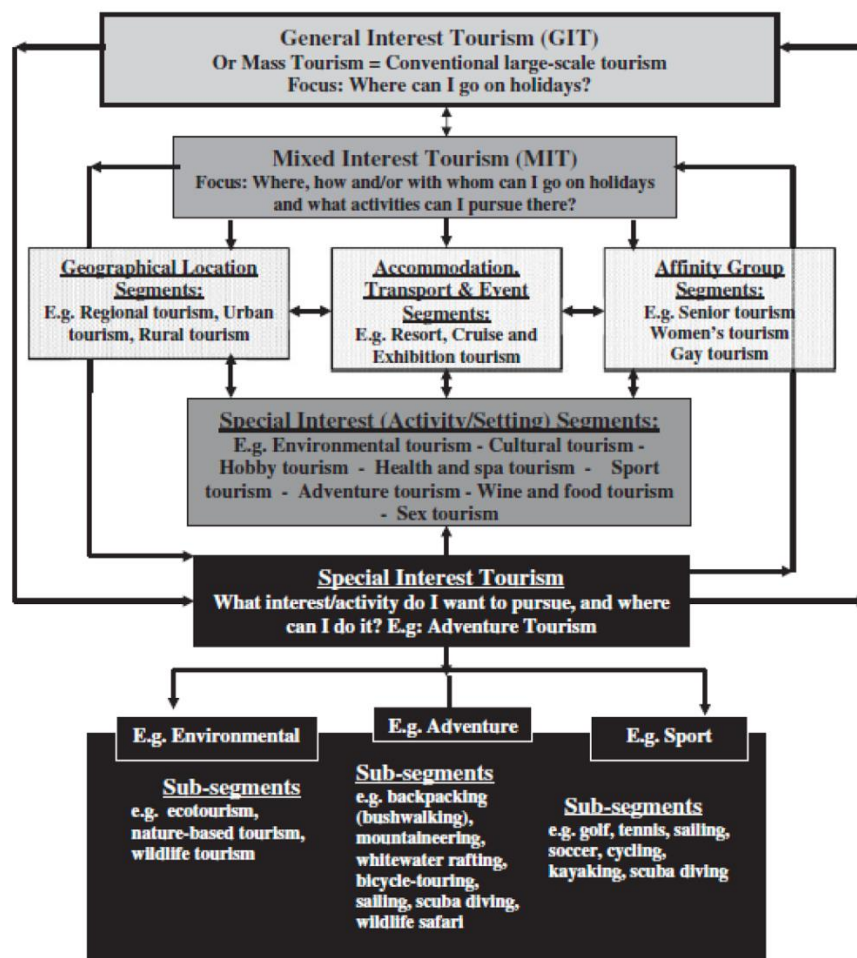 General Interest Tourism (GIT)
Or Mass Tourism = Conventional large-scale tourism
Focus: Where can I go on holidays?
Mixed Interest Tourism (MIT)
Focus: Where, how and/or with whom can I go on holidays
and what activities can I pursue there?
Geographical Location
Segments:
E.g. Regional tourism, Urban
tourism, Rural tourism
Accommodation,
Transport & Event
Segments:
E.g. Resort, Cruise and
Exhibition tourism
Affinity Group
Segments:
E.g. Senior tourism
Women's tourism
Gay tourism
Special Interest (Activity/Setting) Segments:
E.g. Environmental tourism - Cultural tourism -
Hobby tourism - Health and spa tourism - Sport
tourism - Adventure tourism - Wine and food tourism
- Sex tourism
Special Interest Tourism
What interest/activity do I want to pursue, and where
can I do it? E.g: Adventure Tourism
E.g. Environmental
Sub-segments
e.g. ecotourism,
nature-based tourism,
wildlife tourism
E.g. Adventure
Sub-segments
e.g. backpacking
(bushwalking),
mountaineering,
whitewater rafting,
bicycle-touring,
sailing, scuba diving,
wildlife safari
E.g. Sport
Sub-segments
e.g. golf, tennis, sailing,
soccer, cycling,
kayaking, scuba diving